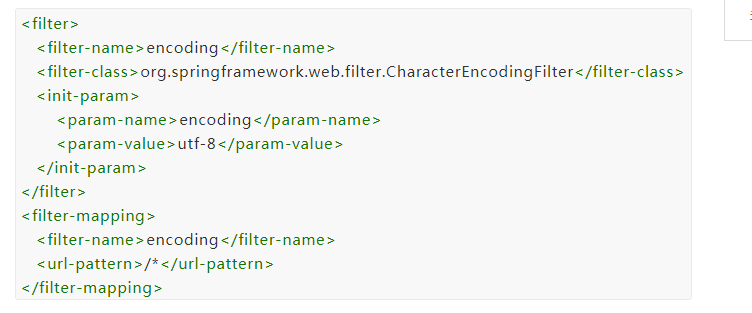 <filter>
<filter-name>encoding</filter-name>
<filter-class>org.springframework.web.filter.CharacterEncodingFilter</filter-class>
<init-param>
<param-name>encoding</param-name>
<param-value>utf-8</param-value>
</init-param>
</filter>
<filter-mapping>
<filter-name>encoding</filter-name>
<url-pattern>/*</url-pattern>
</filter-mapping>